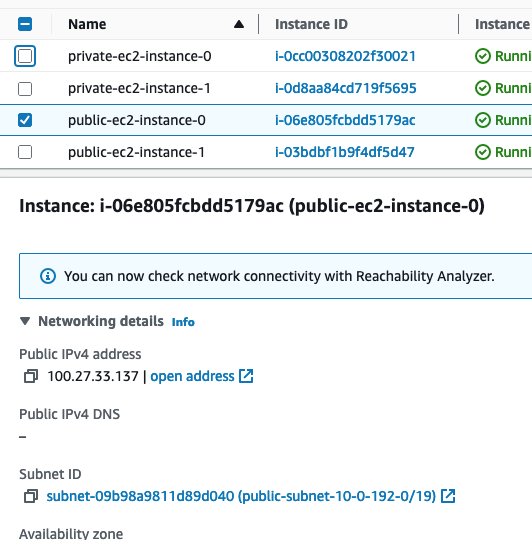 Name Instance ID Instance
private-ec2-instance-0 i-0cc00308202f30021 Runni
private-ec2-instance-1 i-0d8aa84cd719f5695 Runni
public-ec2-instance-0 i-06e805fcbdd5179ac Runni
public-ec2-instance-1 i-03bdbf1b9f4df5d47 Runni
Instance: i-06e805fcbdd5179ac (public-ec2-instance-0)
You can now check network connectivity with Reachability Analyzer.
Networking details Info
Public IPv4 address
100.27.33.137 | open address
Public IPv4 DNS
–
Subnet ID
subnet-09b98a9811d89d040 (public-subnet-10-0-192-0/19)
Availability zone